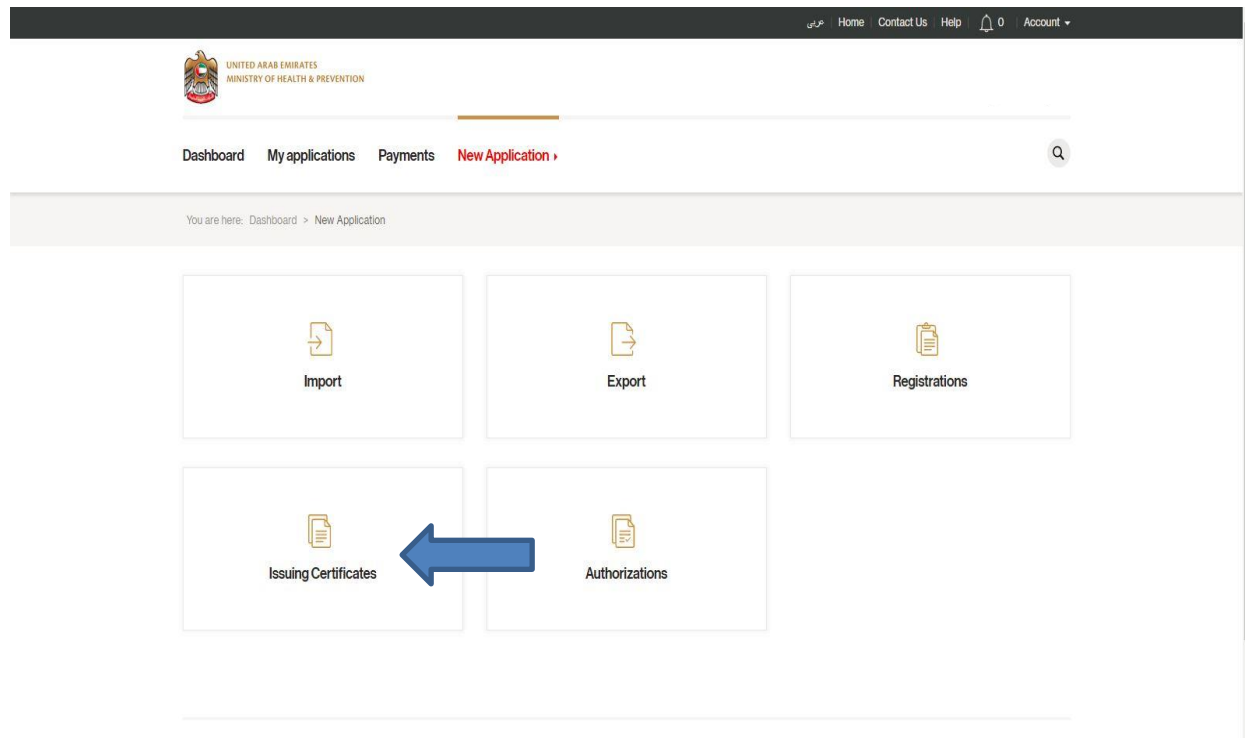 عربي Home Contact Us Help 0 Account
UNITED ARAB EMIRATES
MINISTRY OF HEALTH & PREVENTION
Dashboard My applications Payments New Application
You are here: Dashboard > New Application
Import Export Registrations
Issuing Certificates Authorizations